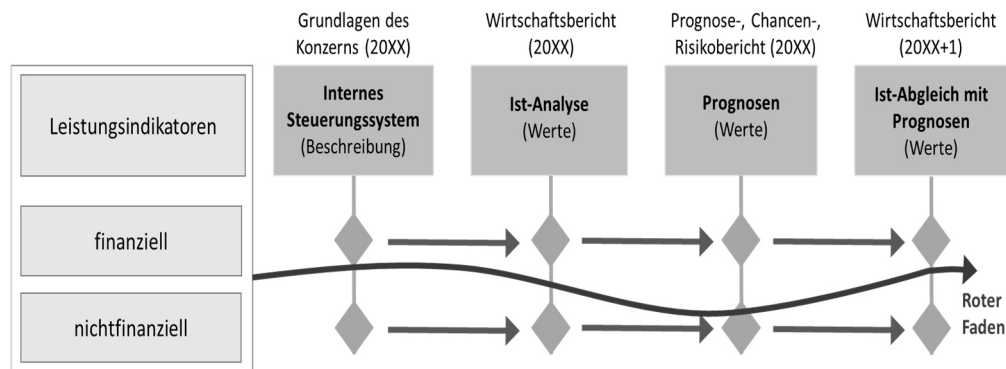 Grundlagen des
Konzerns (20XX)
Wirtschaftsbericht
(20XX)
Prognose-, Chancen-,
Risikobericht (20XX)
Wirtschaftsbericht
(20XX+1)
Leistungsindikatoren
Internes
Steuerungssystem
(Beschreibung)
Ist-Analyse
(Werte)
Prognosen
(Werte)
Ist-Abgleich mit
Prognosen
(Werte)
finanziell
nichtfinanziell
Roter
Faden